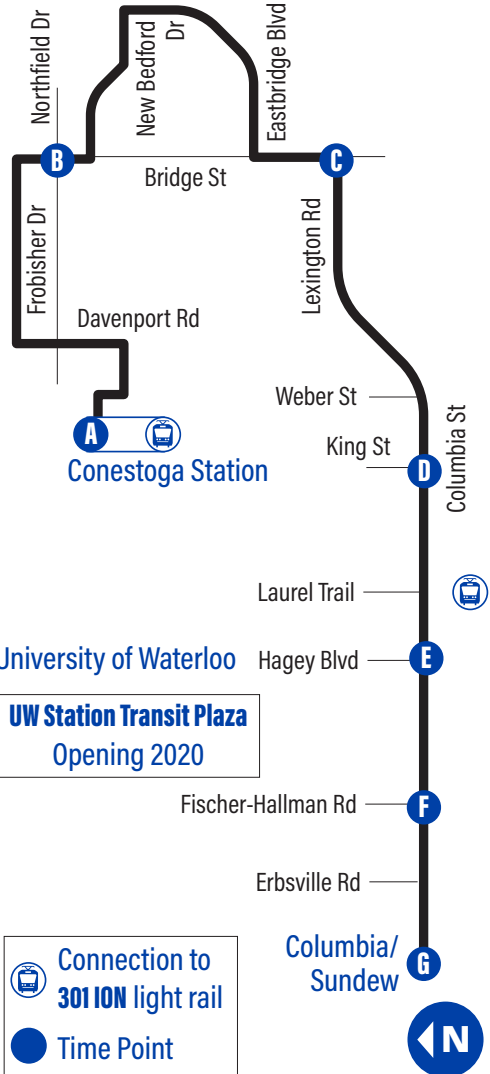 Northfield Dr
New Bedford
Dr
Eastbridge Blvd
B
C
Bridge St
Frobisher Dr
Lexington Rd
Davenport Rd
Weber St
A
Conestoga Station
King St
D
Columbia St
Laurel Trail
University of Waterloo
Hagey Blvd
E
UW Station Transit Plaza
Opening 2020
Fischer-Hallman Rd
F
Erbsville Rd
Columbia/
Sundew
G
Connection to
301 ION light rail
Time Point
N